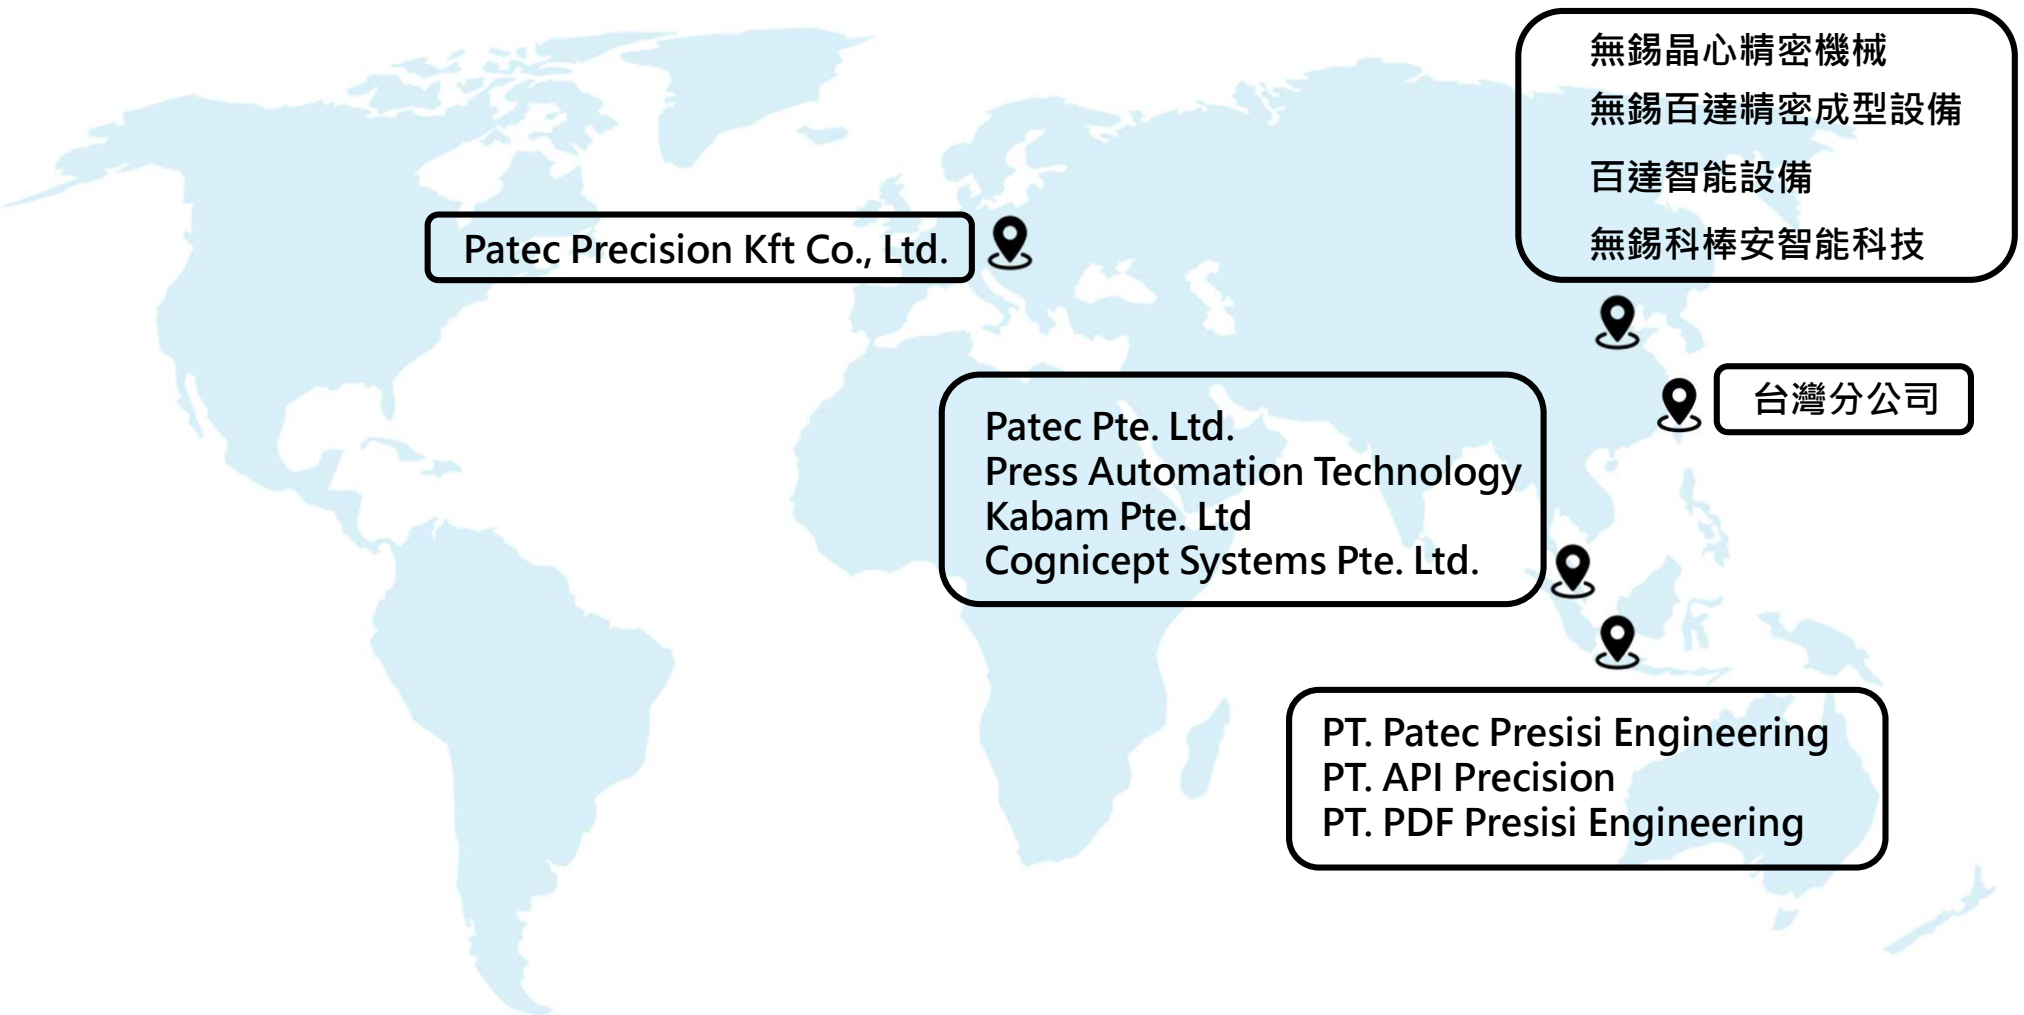 無錫晶心精密機械
無錫百達精密成型設備
百達智能設備
無錫科棒安智能科技
Patec Precision Kft Co., Ltd.
台灣分公司
Patec Pte. Ltd.
Press Automation Technology
Kabam Pte. Ltd
Cognicept Systems Pte. Ltd.
PT. Patec Presisi Engineering
PT. API Precision
PT. PDF Presisi Engineering